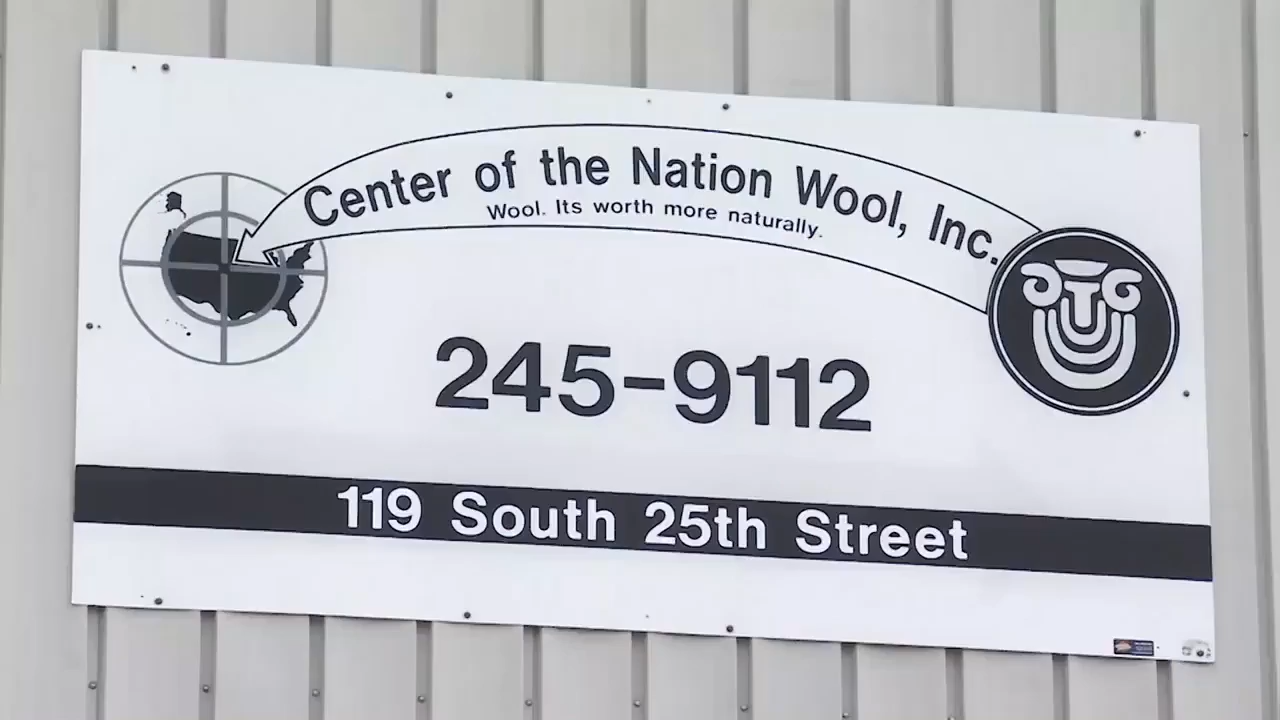 Center of the Nation Wool, Inc.
Wool. Its worth more naturally.
245-9112
119 South 25th Street